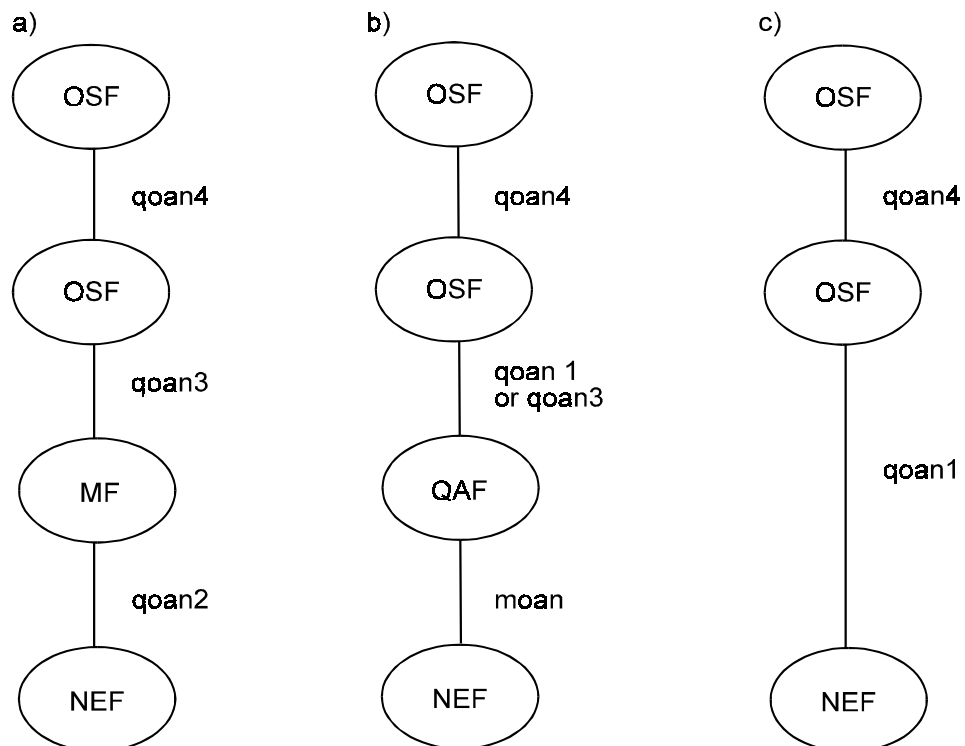 a)
OSF
qoan4
OSF
qoan3
MF
qoan2
NEF
b)
OSF
qoan4
OSF
qoan 1
or qoan3
QAF
moan
NEF
c)
OSF
qoan4
OSF
qoan1
NEF